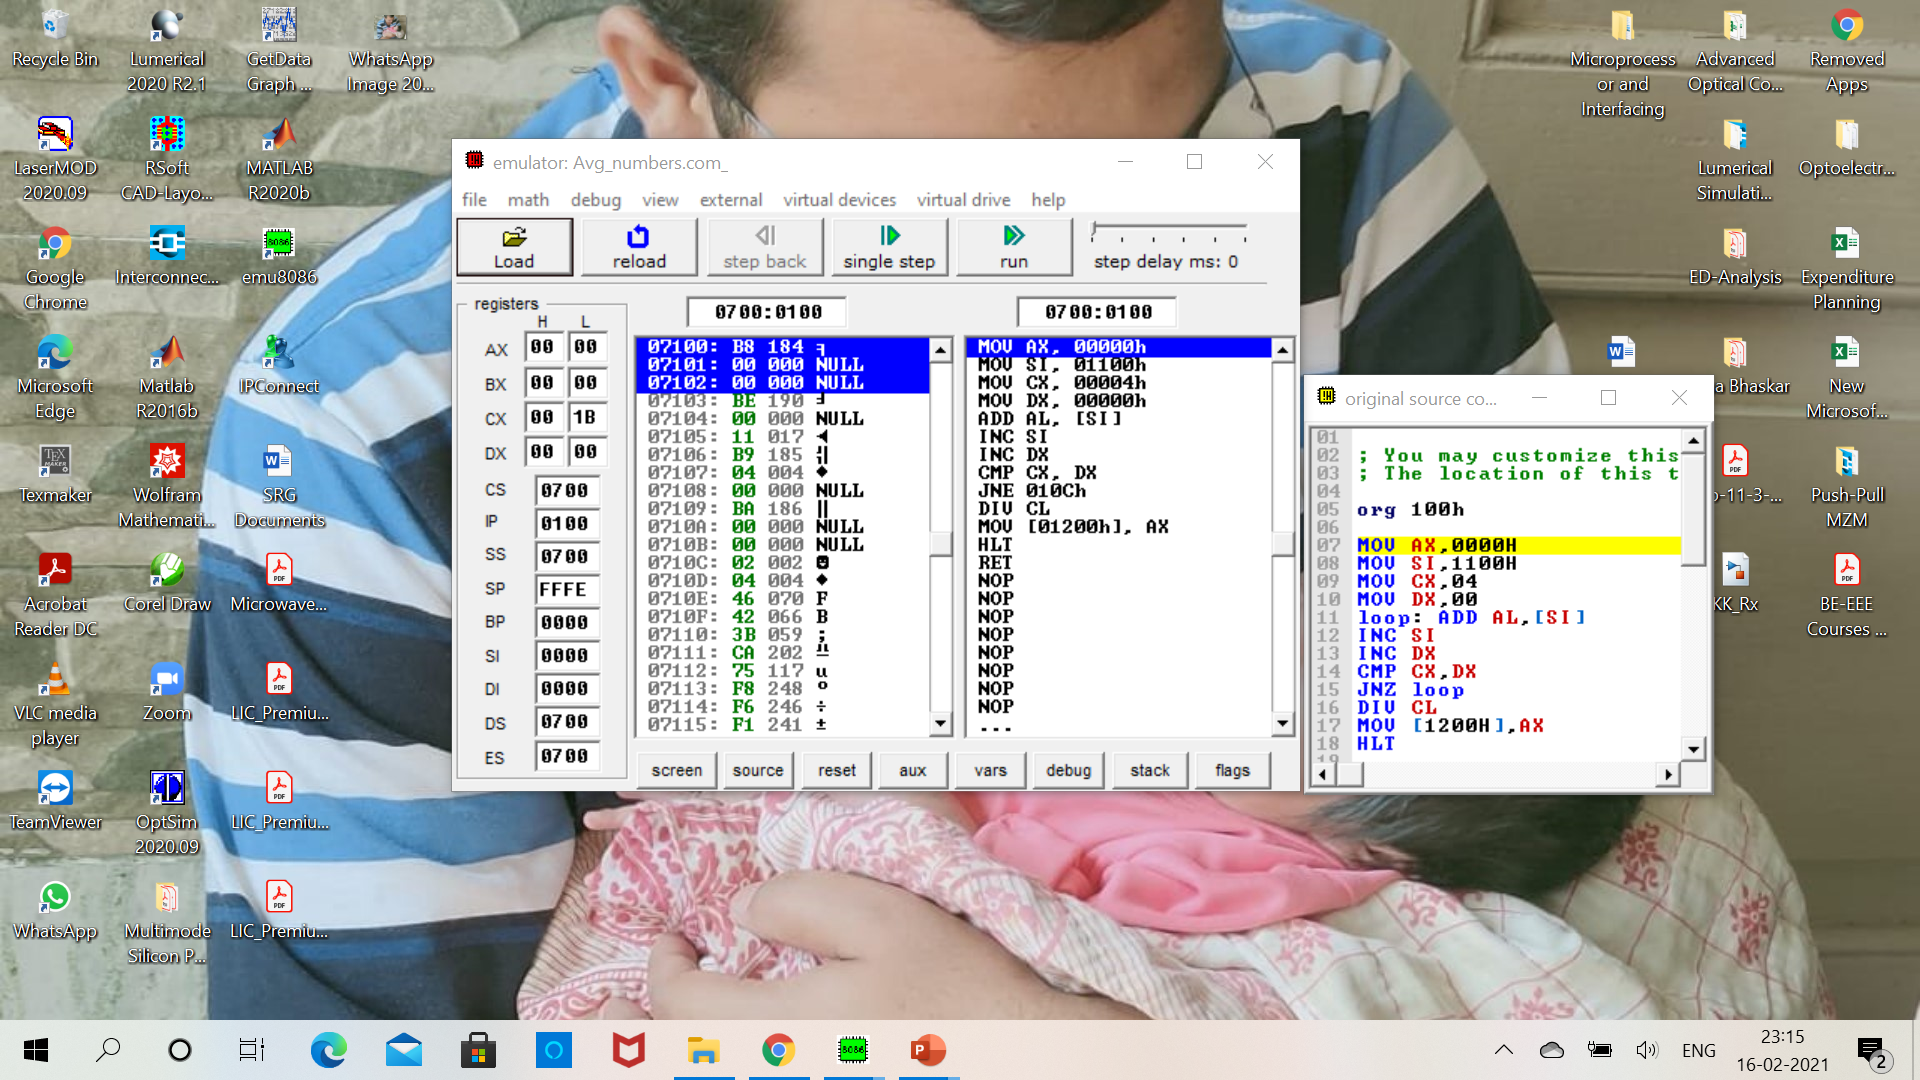 Recycle Bin
Lumerical
2020 R2.1
GetData
Graph ...
WhatsApp
Image 20...
LaserMOD
2020.09
RSoft
CAD-Layo...
MATLAB
R2020b
Google
Chrome
Interconnec...
emu8086
Microsoft
Edge
Matlab
R2016b
IPConnect
Texmaker
Wolfram
Mathemati...
SRG
Documents
Acrobat
Reader DC
Corel Draw
Microwave...
VLC media
player
Zoom
LIC_Premiu...
TeamViewer
OptSim
2020.09
LIC_Premiu...
WhatsApp
Multimode
Silicon P...
LIC_Premiu...
Microprocess
or and
Interfacing
Advanced
Optical Co...
Removed
Apps
Lumerical
Simulati...
Optoelectr...
ED-Analysis
Expenditure
Planning
a Bhaskar
New
Microsof...
o-11-3-...
Push-Pull
MZM
KK_Rx
BE-EEE
Courses ...
emulator: Avg_numbers.com_
file math debug view external virtual devices virtual drive help
Load reload step back single step run step delay ms: 0
registers
H L
AX 00 00
BX 00 00
CX 00 1B
DX 00 00
CS 0700
IP 0100
SS 0700
SP FFFE
BP 0000
SI 0000
DI 0000
DS 0700
ES 0700
0700:0100
07100: B8 184 ╕
07101: 00 000 NULL
07102: 00 000 NULL
07103: BE 190 ╛
07104: 00 000 NULL
07105: 11 017 ◄
07106: B9 185 ╣
07107: 04 004 ♦
07108: 00 000 NULL
07109: BA 186 ║
0710A: 00 000 NULL
0710B: 00 000 NULL
0710C: 02 002 ☻
0710D: 04 004 ♦
0710E: 46 070 F
0710F: 42 066 B
07110: 3B 059 ;
07111: CA 202 ╩
07112: 75 117 u
07113: F8 248 °
07114: F6 246 ÷
07115: F1 241 ±
0700:0100
MOV AX, 00000h
MOV SI, 01100h
MOV CX, 00004h
MOV DX, 00000h
ADD AL, [SI]
INC SI
INC DX
CMP CX, DX
JNE 010Ch
DIV CL
MOV [01200h], AX
HLT
RET
NOP
NOP
NOP
NOP
NOP
NOP
NOP
NOP
...
screen source reset aux vars debug stack flags
original source co...
01
02 ; You may customize this
03 ; The location of this t
04
05 org 100h
06
07 MOV AX,0000H
08 MOV SI,1100H
09 MOV CX,04
10 MOV DX,00
11 loop: ADD AL,[SI]
12 INC SI
13 INC DX
14 CMP CX,DX
15 JNZ loop
16 DIV CL
17 MOV [1200H],AX
18 HLT
19
ENG
23:15
16-02-2021
2